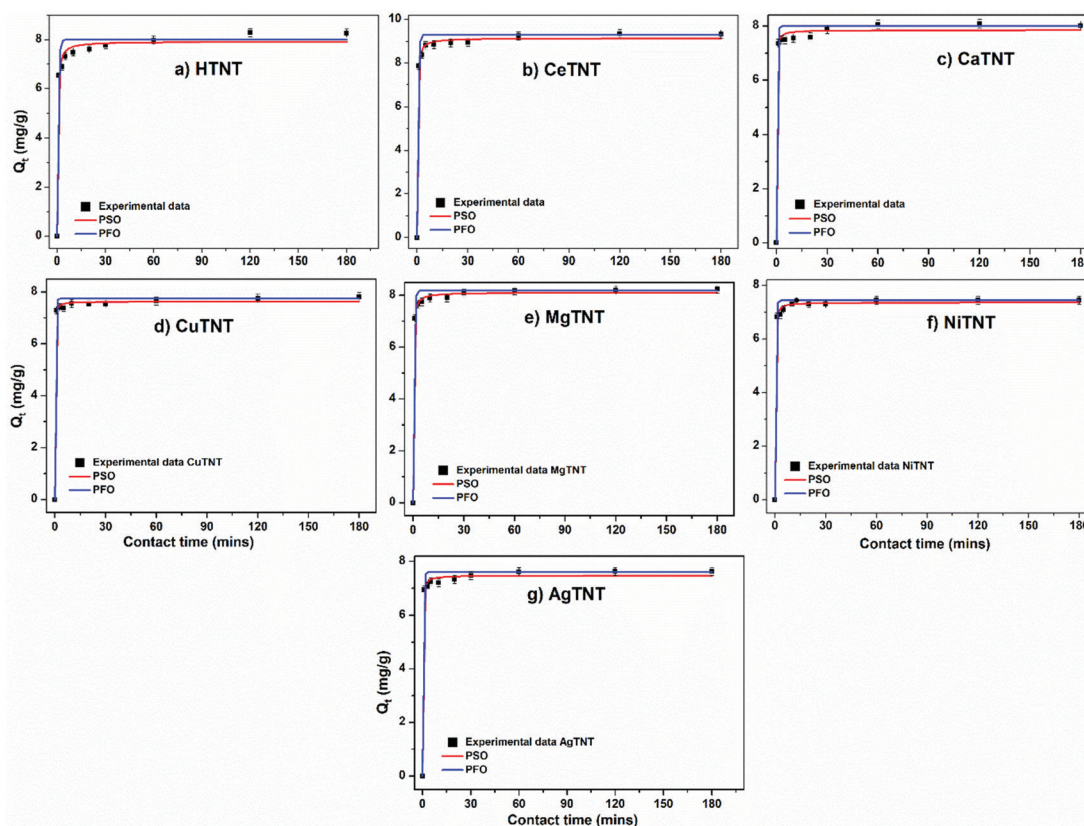 10
8
6
4
2
0
Qt (mg/g)
a) HTNT
Experimental data
PSO
PFO
0 30 60 90 120 150 180
10
9
8
6
4
3
2
0
b) CeTNT
Experimental data
PSO
PFO
0 30 60 90 120 150 180
8
6
4
2
0
c) CaTNT
Experimental data
PSO
PFO
0 30 60 90 120 150 180
8
6
4
2
0
Qt (mg/g)
d) CuTNT
Experimental data CuTNT
PSO
PFO
0 30 60 90 120 150 180
Contact time (mins)
8
6
4
2
0
e) MgTNT
Experimental data MgTNT
PSO
PFO
0 30 60 90 120 150 180
8
6
4
2
0
f) NiTNT
Experimental data NiTNT
PSO
PFO
0 30 60 90 120 150 180
Contact time (mins)
8
6
4
2
0
Qt (mg/g)
g) AgTNT
Experimental data AgTNT
PSO
PFO
0 30 60 90 120 150 180
Contact time (mins)